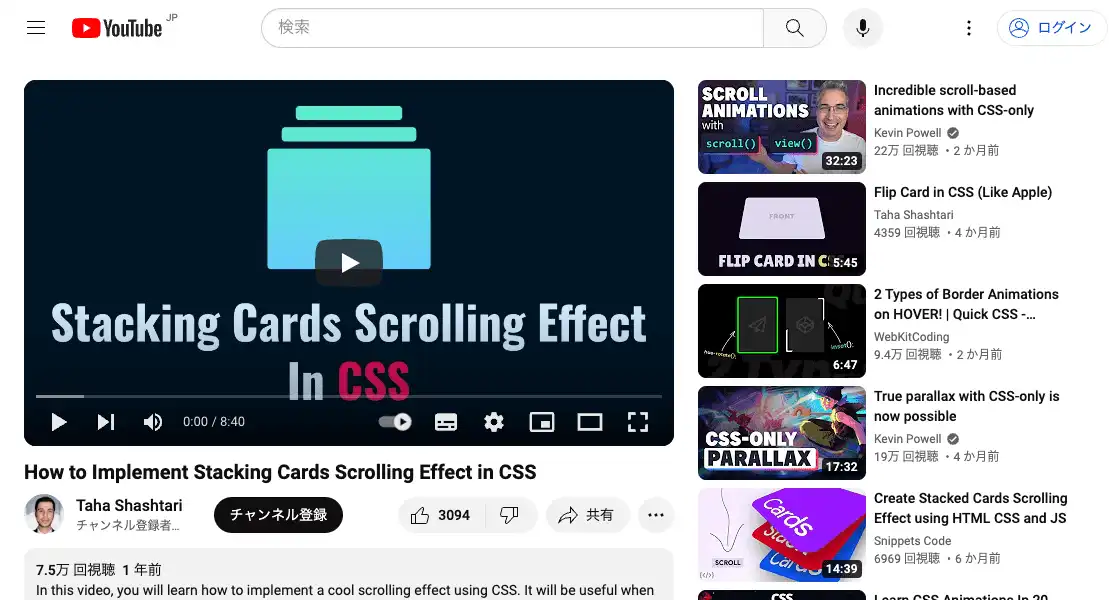 YouTube JP
検索
ログイン
Stacking Cards Scrolling Effect
In CSS
0:00 / 8:40
How to Implement Stacking Cards Scrolling Effect in CSS
Taha Shashtari
チャンネル登録者...
チャンネル登録
3094
共有
7.5万 回視聴 1 年前
In this video, you will learn how to implement a cool scrolling effect using CSS. It will be useful when
SCROLL
ANIMATIONS
with
scroll() view()
32:23
Incredible scroll-based
animations with CSS-only
Kevin Powell
22万 回視聴 ・2 か月前
FRONT
FLIP CARD IN
5:45
Flip Card in CSS (Like Apple)
Taha Shashtari
4359 回視聴 ・4 か月前
6:47
2 Types of Border Animations
on HOVER! | Quick CSS -...
WebKitCoding
9.4万 回視聴 ・2 か月前
CSS-ONLY
PARALLAX
17:32
True parallax with CSS-only is
now possible
Kevin Powell
19万 回視聴 ・4 か月前
Cards
Stack
Cards
SCROLL
14:39
Create Stacked Cards Scrolling
Effect using HTML CSS and JS
Snippets Code
6969 回視聴 ・6 か月前
CSS
Learn CSS Animations In 20